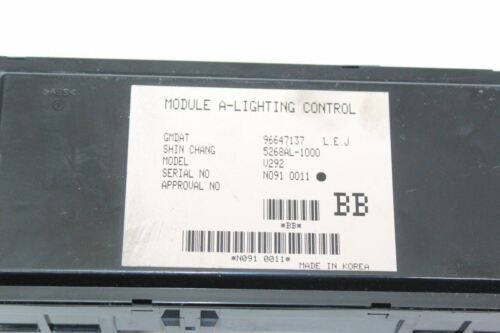 >ABS<
MODULE A-LIGHTING CONTROL
GMDAT 96647137 L.E.J
SHIN CHANG 5268AL-1000
MODEL V292
SERIAL NO N091 0011
APPROVAL NO
BB
*BB*
*N091 0011*
MADE IN KOREA